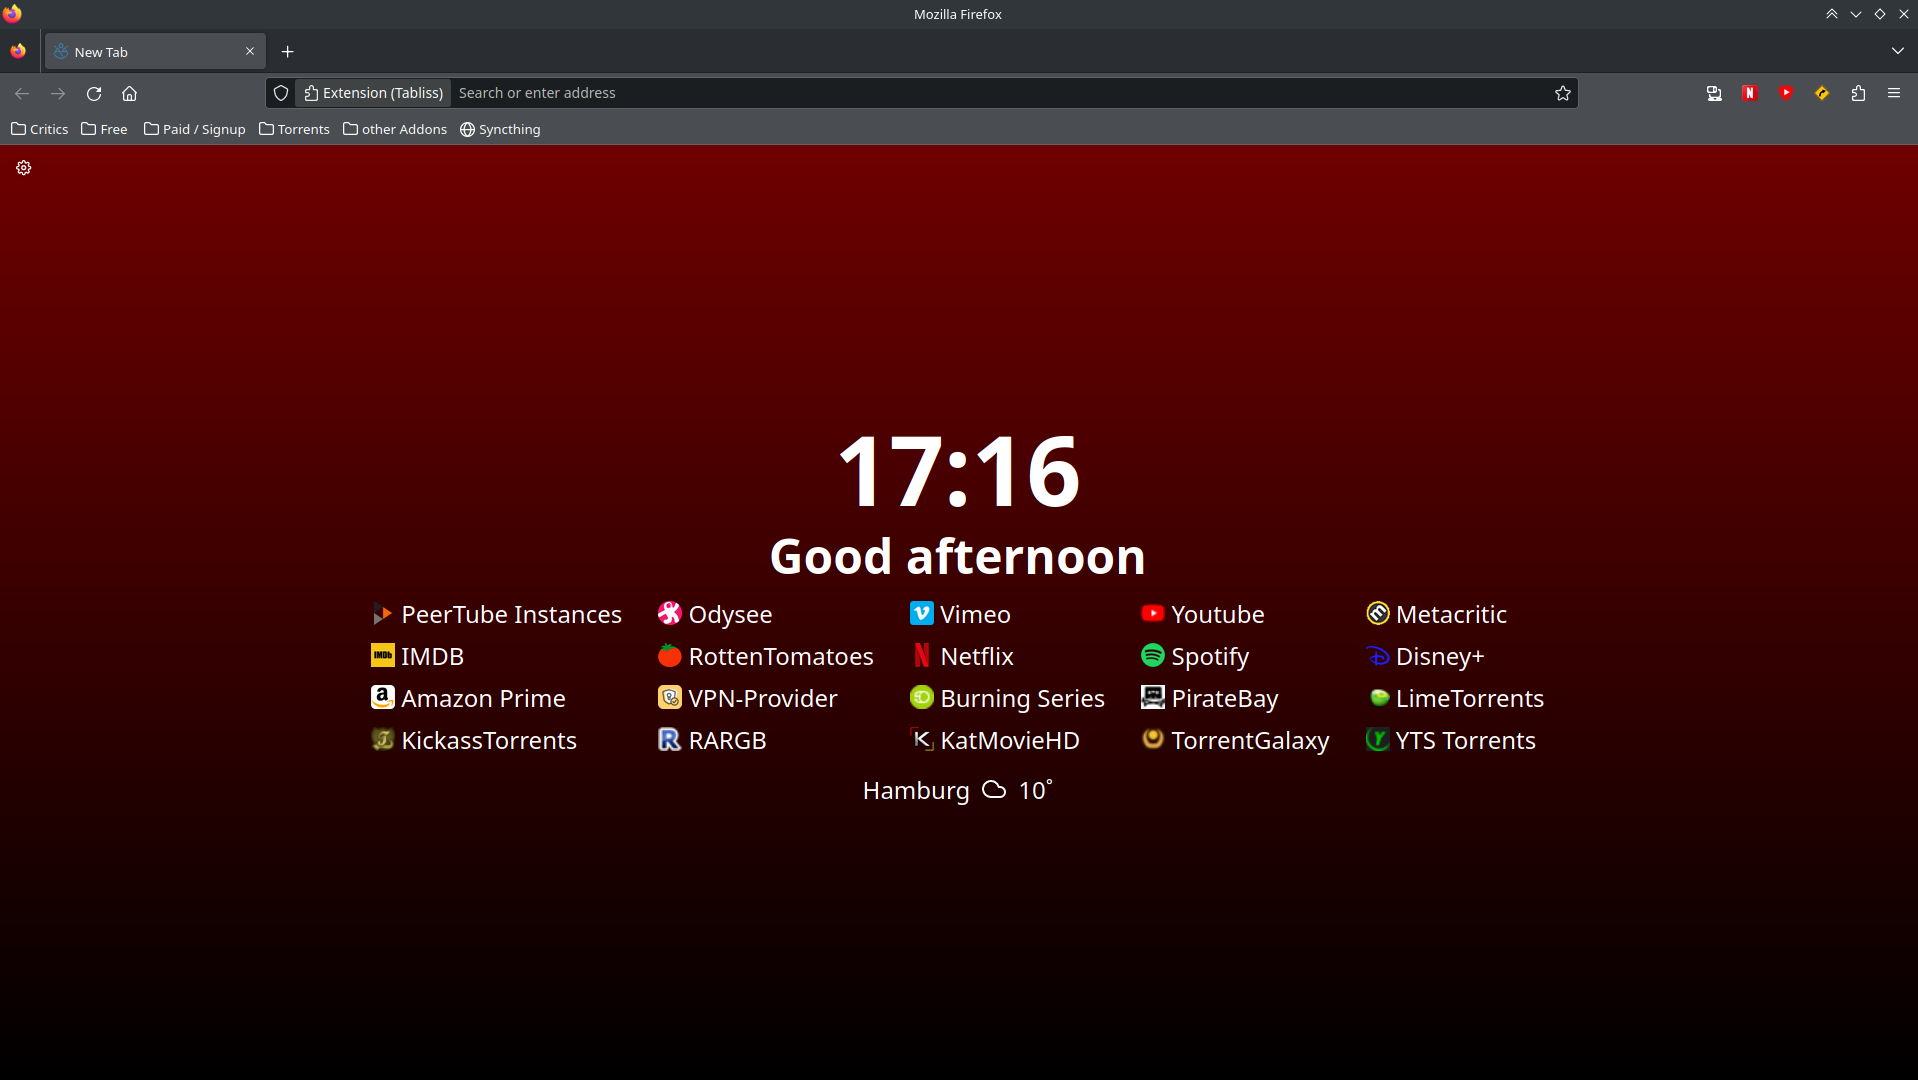 Mozilla Firefox
New Tab
Extension (Tabliss) Search or enter address
Critics Free Paid / Signup Torrents other Addons Syncthing
17:16
Good afternoon
PeerTube Instances Odysee Vimeo Youtube Metacritic
IMDb IMDB RottenTomatoes Netflix Spotify Disney+
Amazon Prime VPN-Provider Burning Series PirateBay LimeTorrents
KickassTorrents RARGB KatMovieHD TorrentGalaxy YTS Torrents
Hamburg 10°